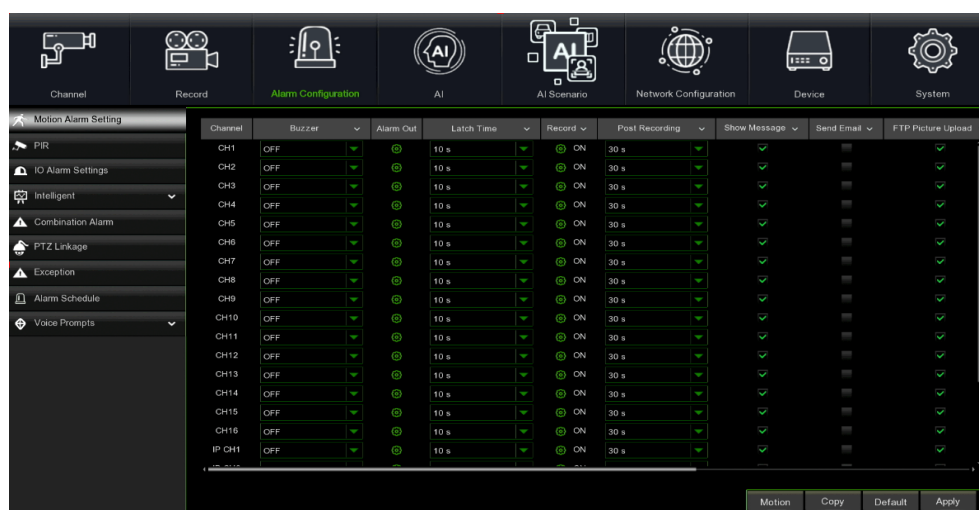 AI
AI
Channel Record Alarm Configuration AI AI Scenario Network Configuration Device System
Motion Alarm Setting
PIR
IO Alarm Settings
Intelligent
Combination Alarm
PTZ Linkage
Exception
Alarm Schedule
Voice Prompts
Channel Buzzer Alarm Out Latch Time Record Post Recording Show Message Send Email FTP Picture Upload
CH1 OFF 10 s ON 30 s
CH2 OFF 10 s ON 30 s
CH3 OFF 10 s ON 30 s
CH4 OFF 10 s ON 30 s
CH5 OFF 10 s ON 30 s
CH6 OFF 10 s ON 30 s
CH7 OFF 10 s ON 30 s
CH8 OFF 10 s ON 30 s
CH9 OFF 10 s ON 30 s
CH10 OFF 10 s ON 30 s
CH11 OFF 10 s ON 30 s
CH12 OFF 10 s ON 30 s
CH13 OFF 10 s ON 30 s
CH14 OFF 10 s ON 30 s
CH15 OFF 10 s ON 30 s
CH16 OFF 10 s ON 30 s
IP CH1 OFF 10 s ON 30 s
Motion Copy Default Apply